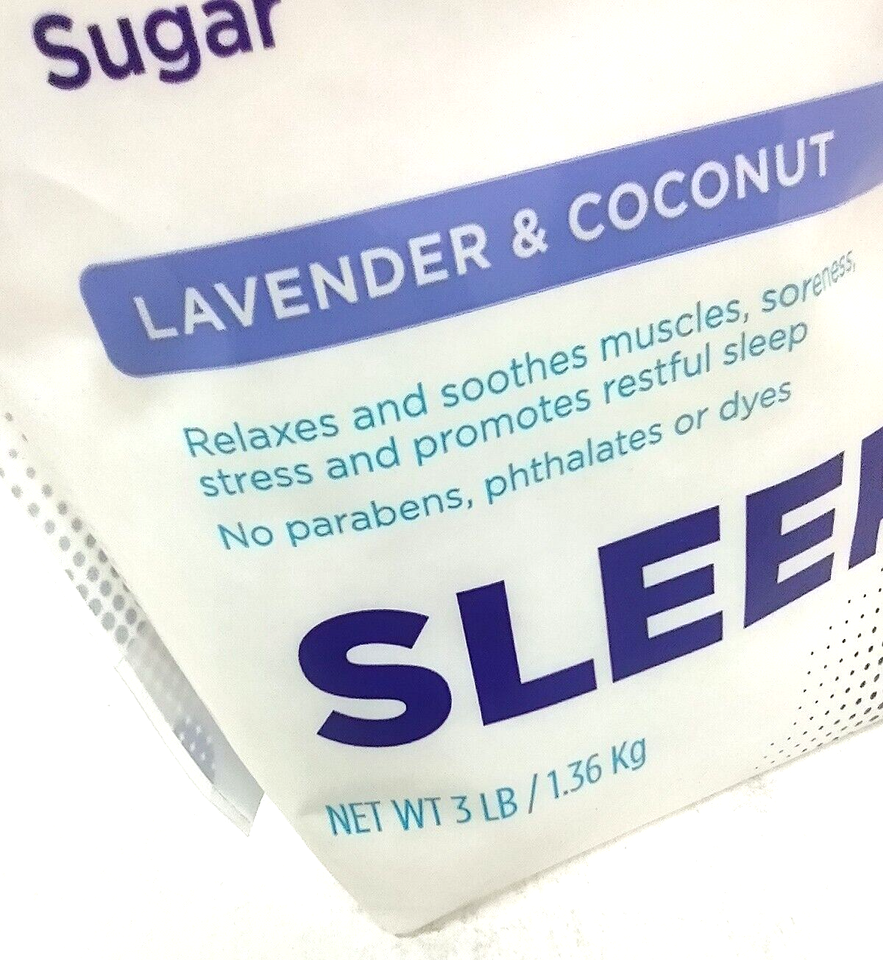 Sugar
LAVENDER & COCONUT
Relaxes and soothes muscles, soreness,
stress and promotes restful sleep
No parabens, phthalates or dyes
SLEEP
NET WT 3 LB / 1.36 Kg